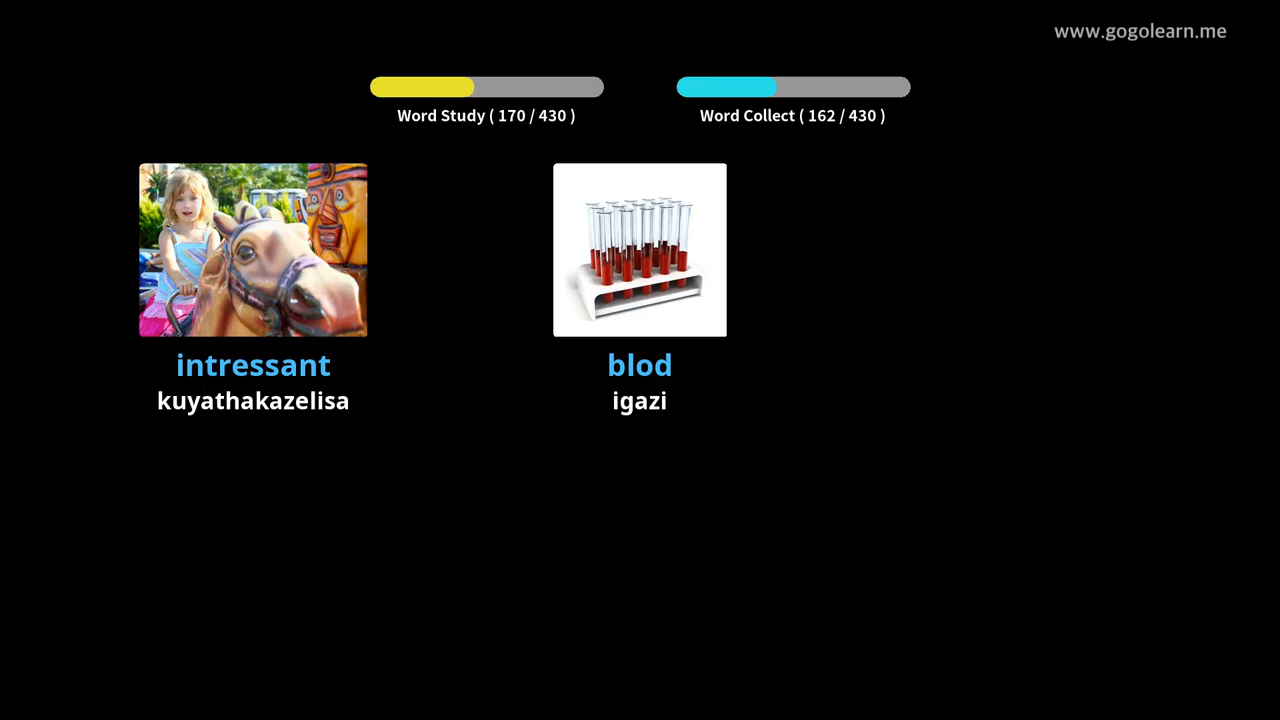 www.gogolearn.me
Word Study ( 170 / 430 )
Word Collect ( 162 / 430 )
intressant
kuyathakazelisa
blod
igazi